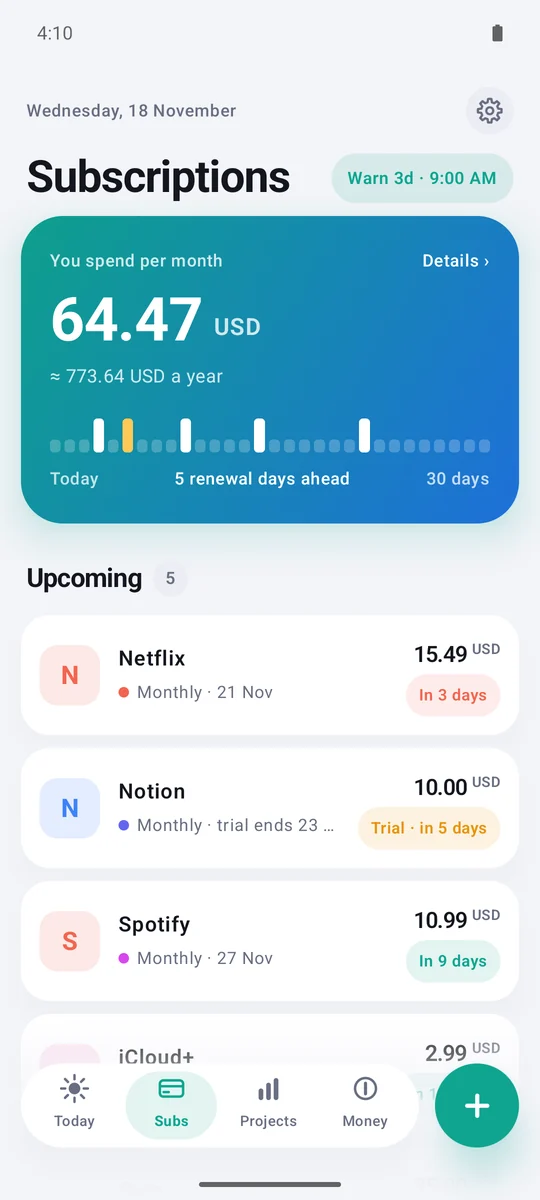 4:10
Wednesday, 18 November
Subscriptions
Warn 3d · 9:00 AM
You spend per month
Details ›
64.47 USD
≈ 773.64 USD a year
Today
5 renewal days ahead
30 days
Upcoming 5
N
Netflix
Monthly · 21 Nov
15.49 USD
In 3 days
N
Notion
Monthly · trial ends 23 …
10.00 USD
Trial · in 5 days
S
Spotify
Monthly · 27 Nov
10.99 USD
In 9 days
iCloud+
2.99 USD
Today
Subs
Projects
Money